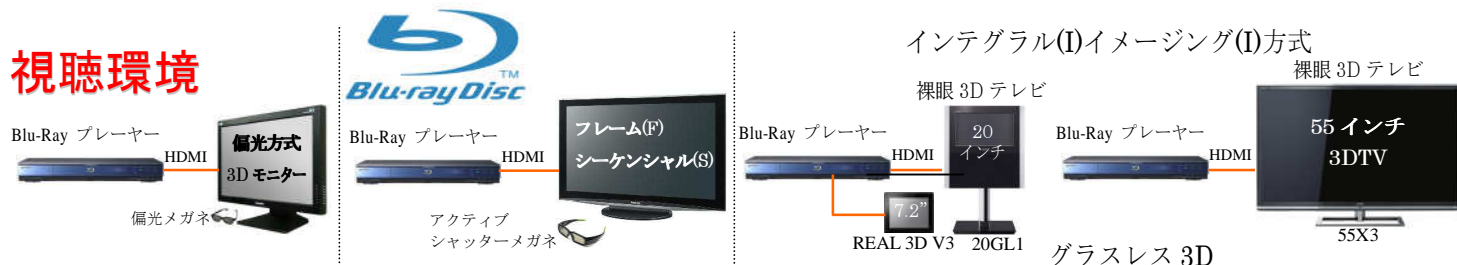 視聴環境
Blu-Ray プレーヤー
HDMI
偏光方式
3D モニター
偏光メガネ
Blu-ray Disc
TM
Blu-Ray プレーヤー
HDMI
フレーム(F)
シーケンシャル(S)
アクティブ
シャッターメガネ
インテグラル(I)イメージング(I)方式
裸眼 3D テレビ
Blu-Ray プレーヤー
HDMI
20
インチ
7.2”
REAL 3D V3
20GL1
裸眼 3D テレビ
Blu-Ray プレーヤー
HDMI
55 インチ
3DTV
55X3
グラスレス 3D